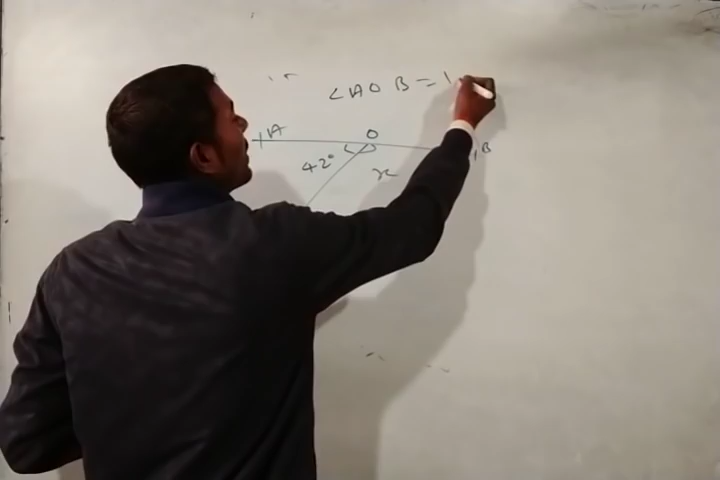 <AOB = 1
A O B
42° x